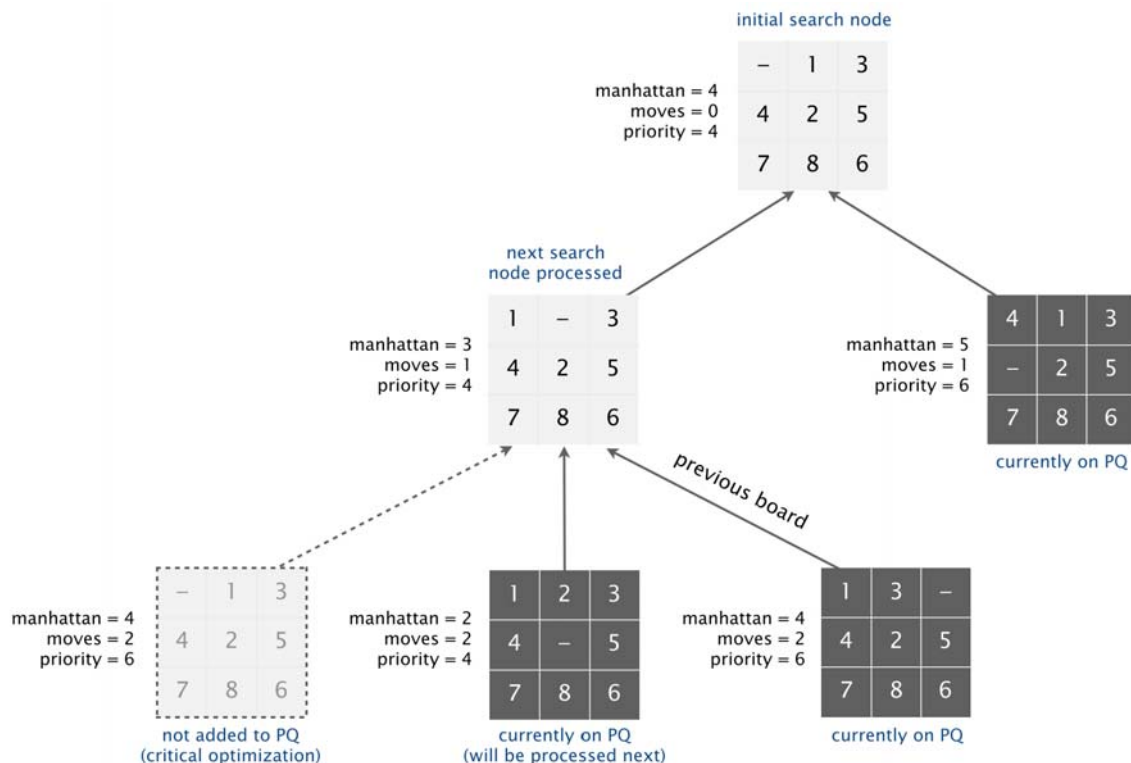 initial search node
– 1 3
manhattan = 4
moves = 0
priority = 4
4 2 5
7 8 6
next search
node processed
1 – 3
manhattan = 3
moves = 1
priority = 4
4 2 5
7 8 6
4 1 3
manhattan = 5
moves = 1
priority = 6
– 2 5
7 8 6
currently on PQ
previous board
– 1 3
manhattan = 4
moves = 2
priority = 6
4 2 5
7 8 6
not added to PQ
(critical optimization)
1 2 3
manhattan = 2
moves = 2
priority = 4
4 – 5
7 8 6
currently on PQ
(will be processed next)
1 3 –
manhattan = 4
moves = 2
priority = 6
4 2 5
7 8 6
currently on PQ